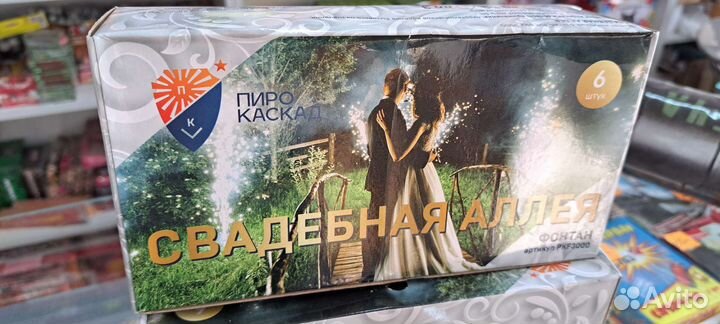 П
К
ПИРО
КАСКАД
6
штук
СВАДЕБНАЯ АЛЛЕЯ
ФОНТАН
артикул PKF3000
Avito